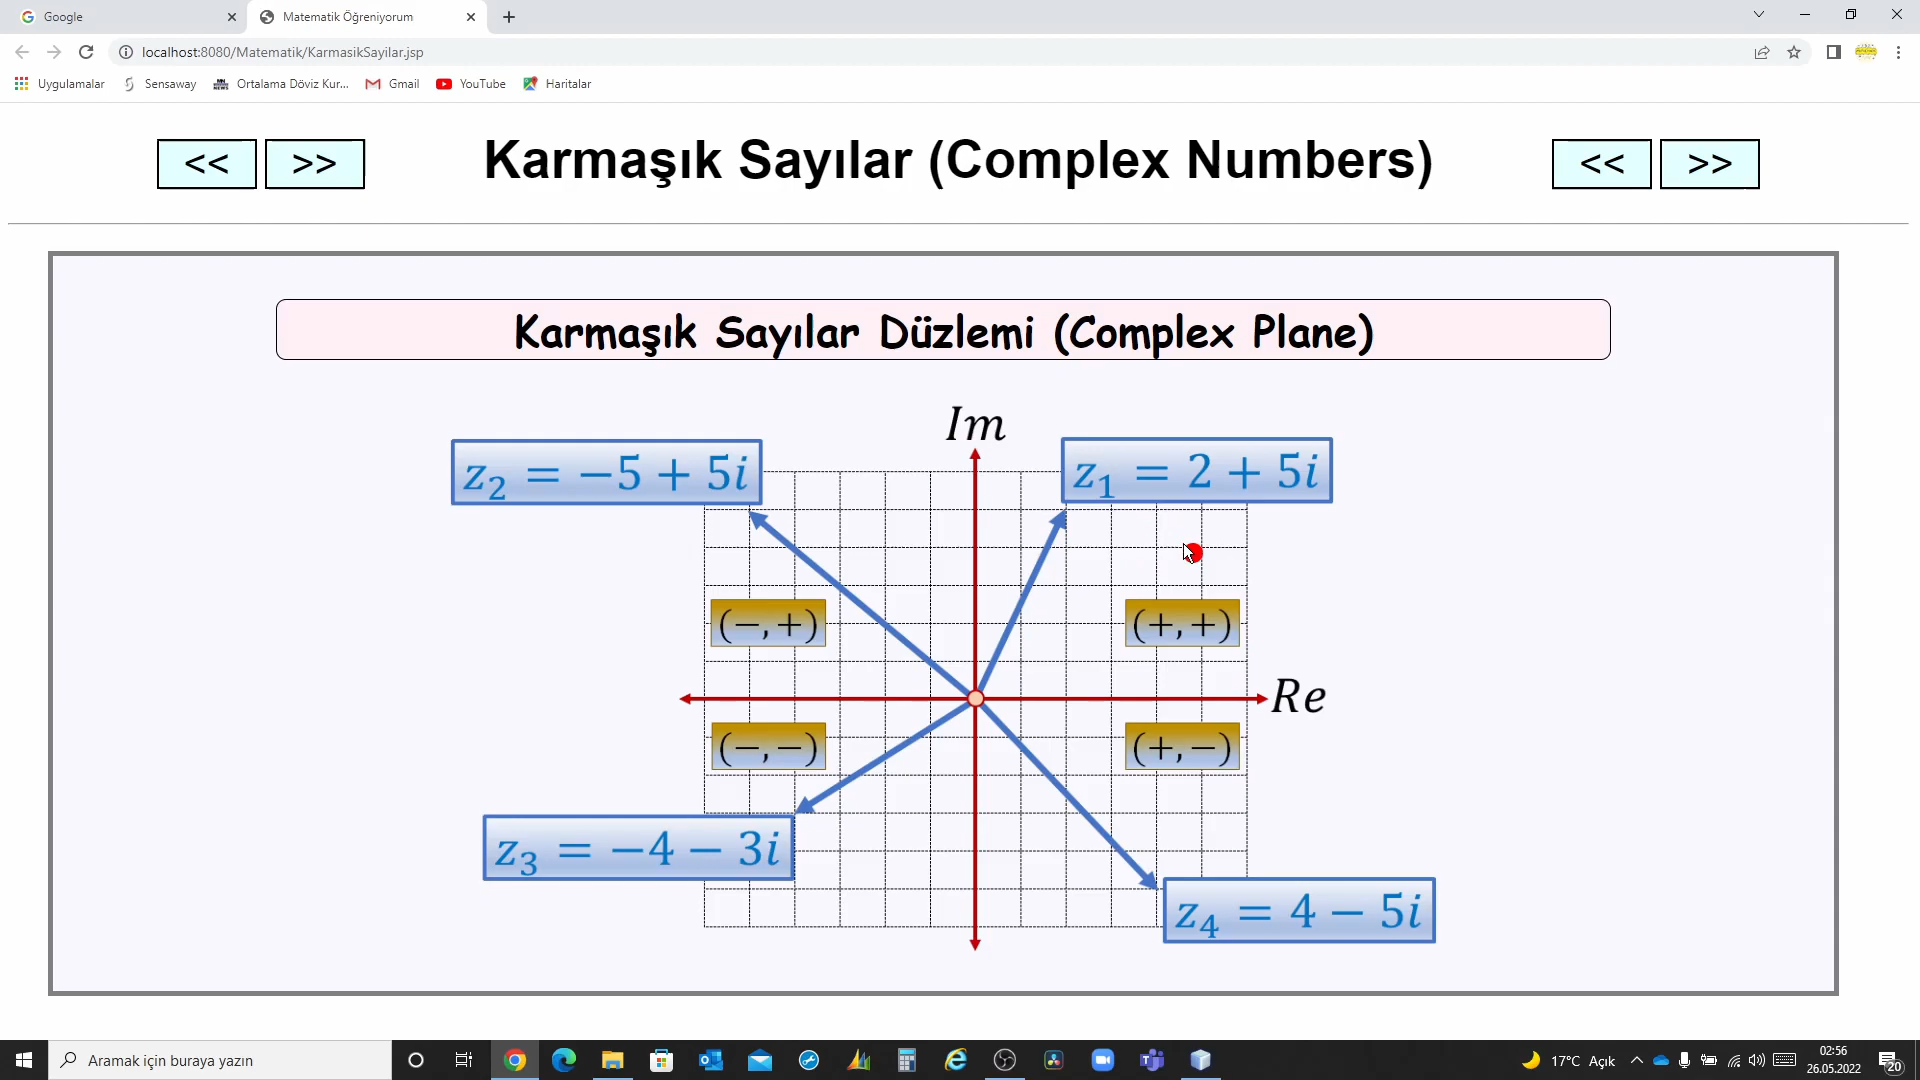 Google
Matematik Öğreniyorum
localhost:8080/Matematik/KarmasikSayilar.jsp
Uygulamalar Sensaway Ortalama Döviz Kur... Gmail YouTube Haritalar
<< >> Karmaşık Sayılar (Complex Numbers) << >>
Karmaşık Sayılar Düzlemi (Complex Plane)
Im
z₂ = −5 + 5i
z₁ = 2 + 5i
(−,+)
(+,+)
Re
(−,−)
(+,−)
z₃ = −4 − 3i
z₄ = 4 − 5i
Aramak için buraya yazın
17°C Açık
02:56
26.05.2022
20